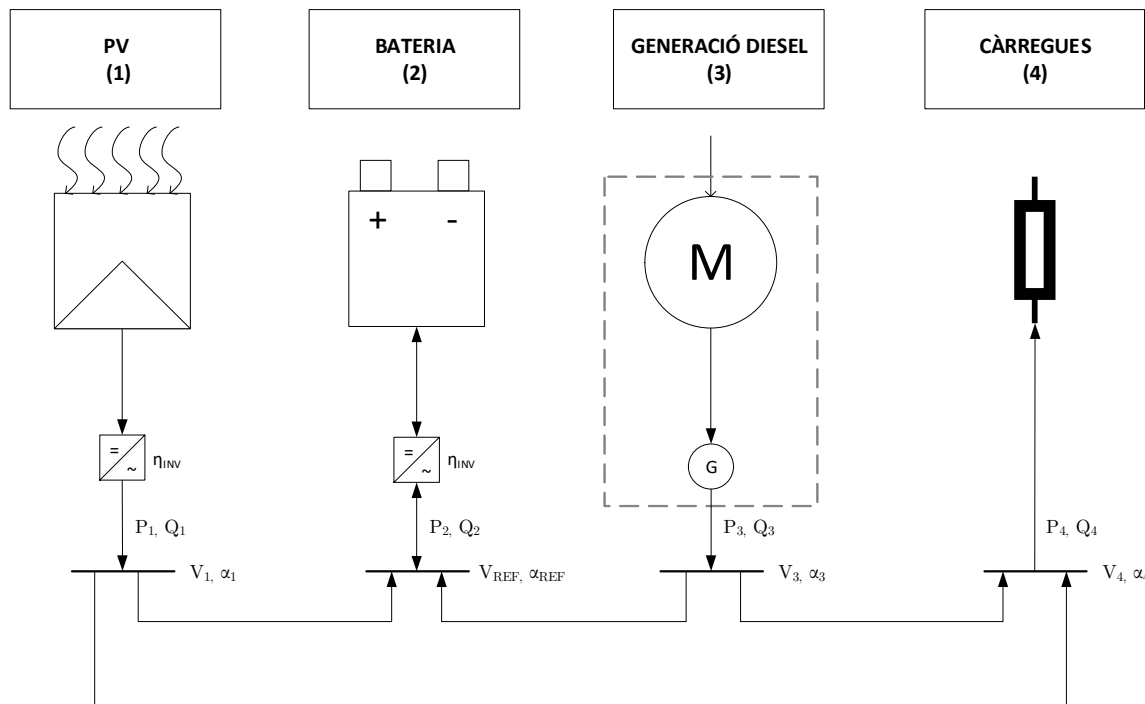 PV
(1)
BATERIA
(2)
GENERACIÓ DIESEL
(3)
CÀRREGUES
(4)
+ -
M
=
~
ηINV
=
~
ηINV
G
P₁, Q₁
P₂, Q₂
P₃, Q₃
P₄, Q₄
V₁, α₁
VREF, αREF
V₃, α₃
V₄, α